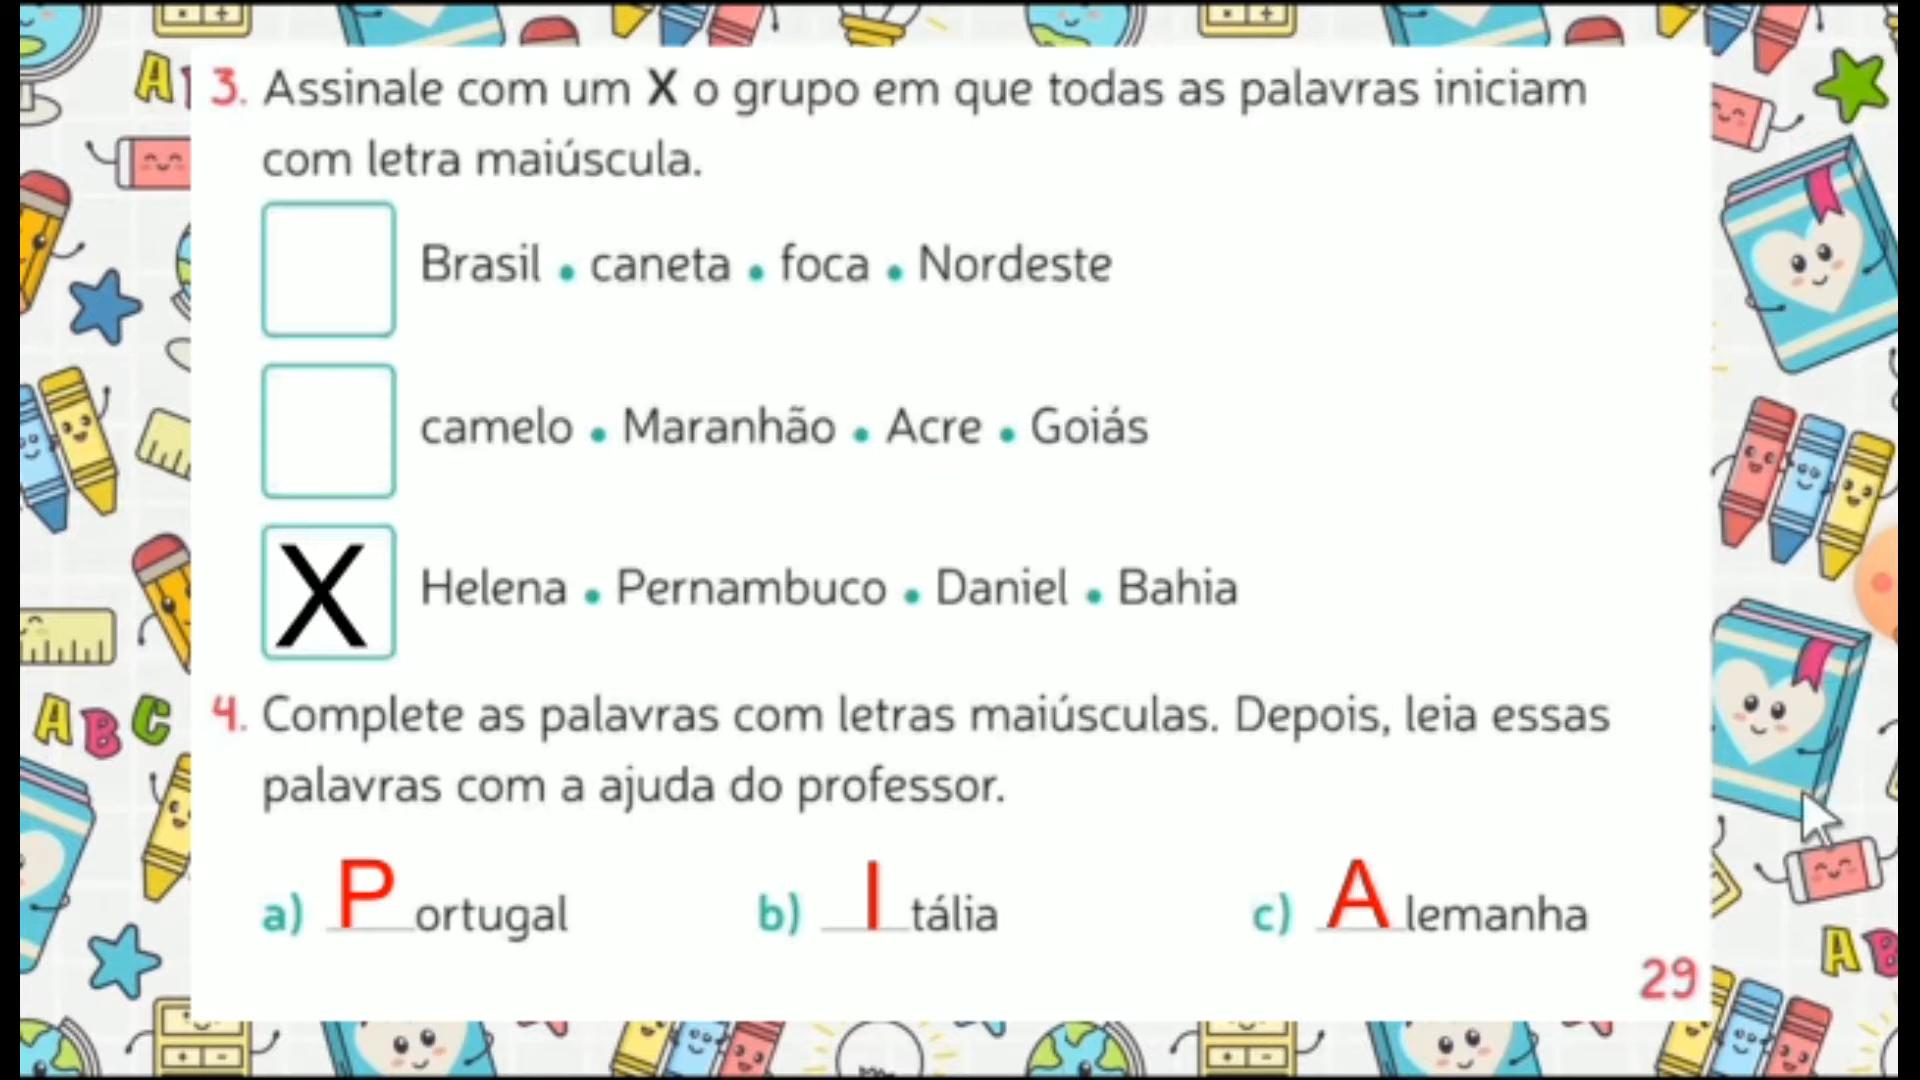 3. Assinale com um X o grupo em que todas as palavras iniciam
com letra maiúscula.
Brasil • caneta • foca • Nordeste
camelo • Maranhão • Acre • Goiás
X Helena • Pernambuco • Daniel • Bahia
4. Complete as palavras com letras maiúsculas. Depois, leia essas
palavras com a ajuda do professor.
a) Portugal b) Itália c) Alemanha
29
A
ABC
AB